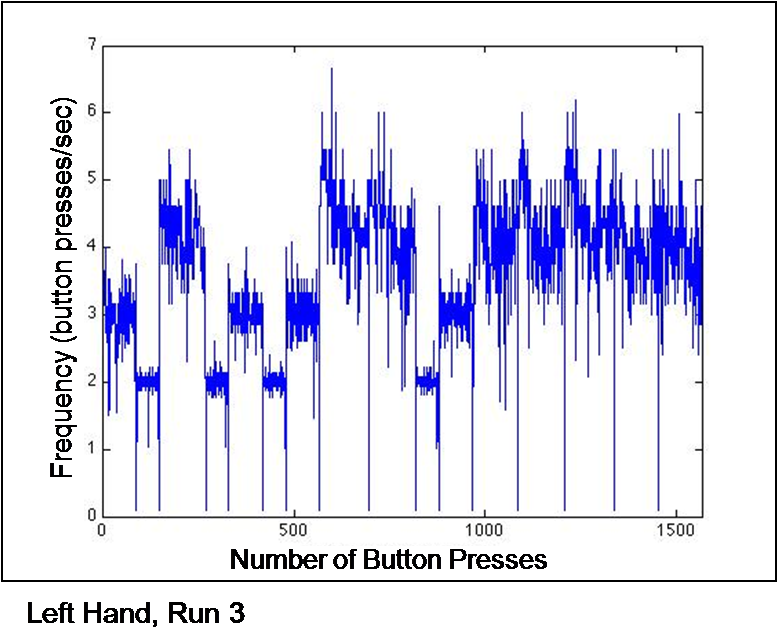 7
6
5
4
3
2
1
0
Frequency (button presses/sec)
0 500 1000 1500
Number of Button Presses
Left Hand, Run 3